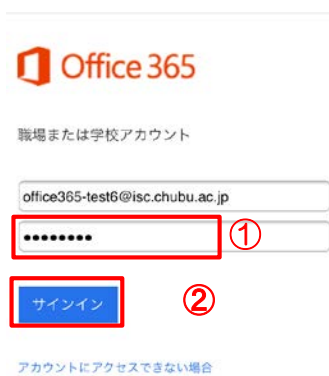 Office 365
職場または学校アカウント
office365-test6@isc.chubu.ac.jp
••••••••
①
サインイン
②
アカウントにアクセスできない場合